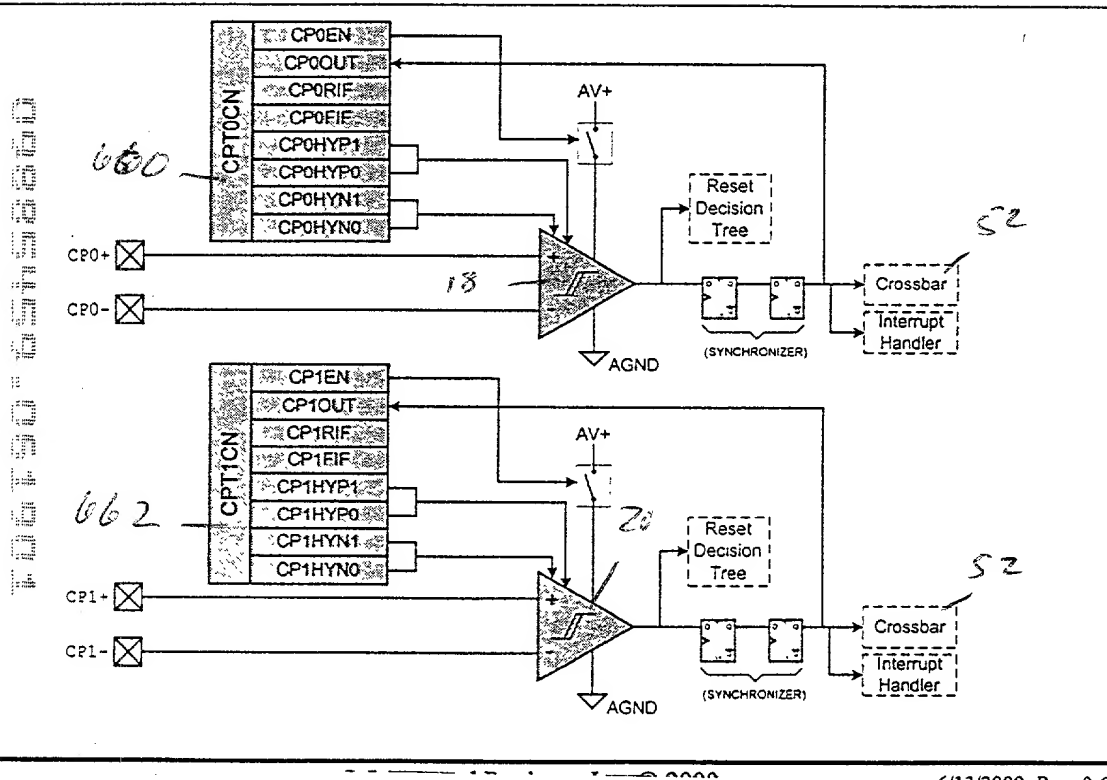 CPT0CN
CP0EN
CP0OUT
CP0RIF
CP0FIF
CP0HYP1
CP0HYP0
CP0HYN1
CP0HYN0
660
AV+
Reset
Decision
Tree
52
CP0+
CP0-
+
-
18
Crossbar
Interrupt
Handler
(SYNCHRONIZER)
AGND
CPT1CN
CP1EN
CP1OUT
CP1RIF
CP1FIF
CP1HYP1
CP1HYP0
CP1HYN1
CP1HYN0
662
AV+
20
Reset
Decision
Tree
52
CP1+
CP1-
+
-
Crossbar
Interrupt
Handler
(SYNCHRONIZER)
AGND